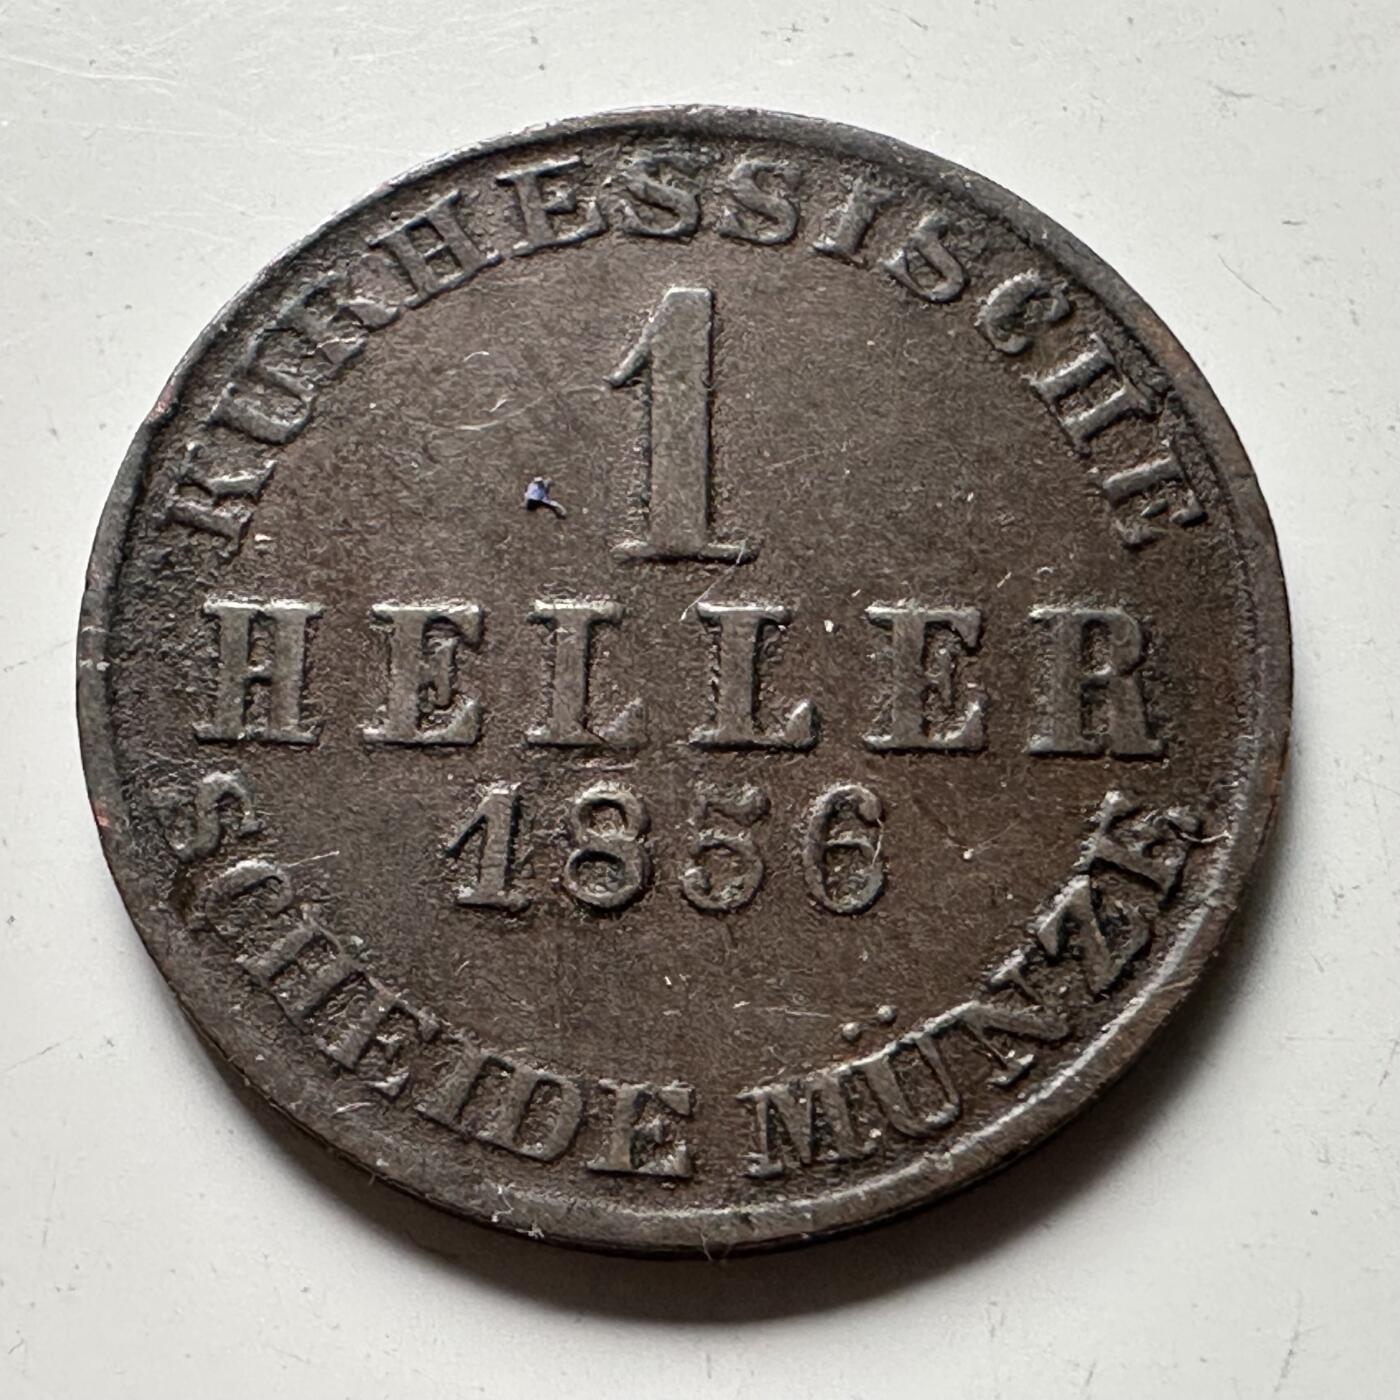 KURHESSISCHE
1
HELLER
1856
SCHEIDE MÜNZE